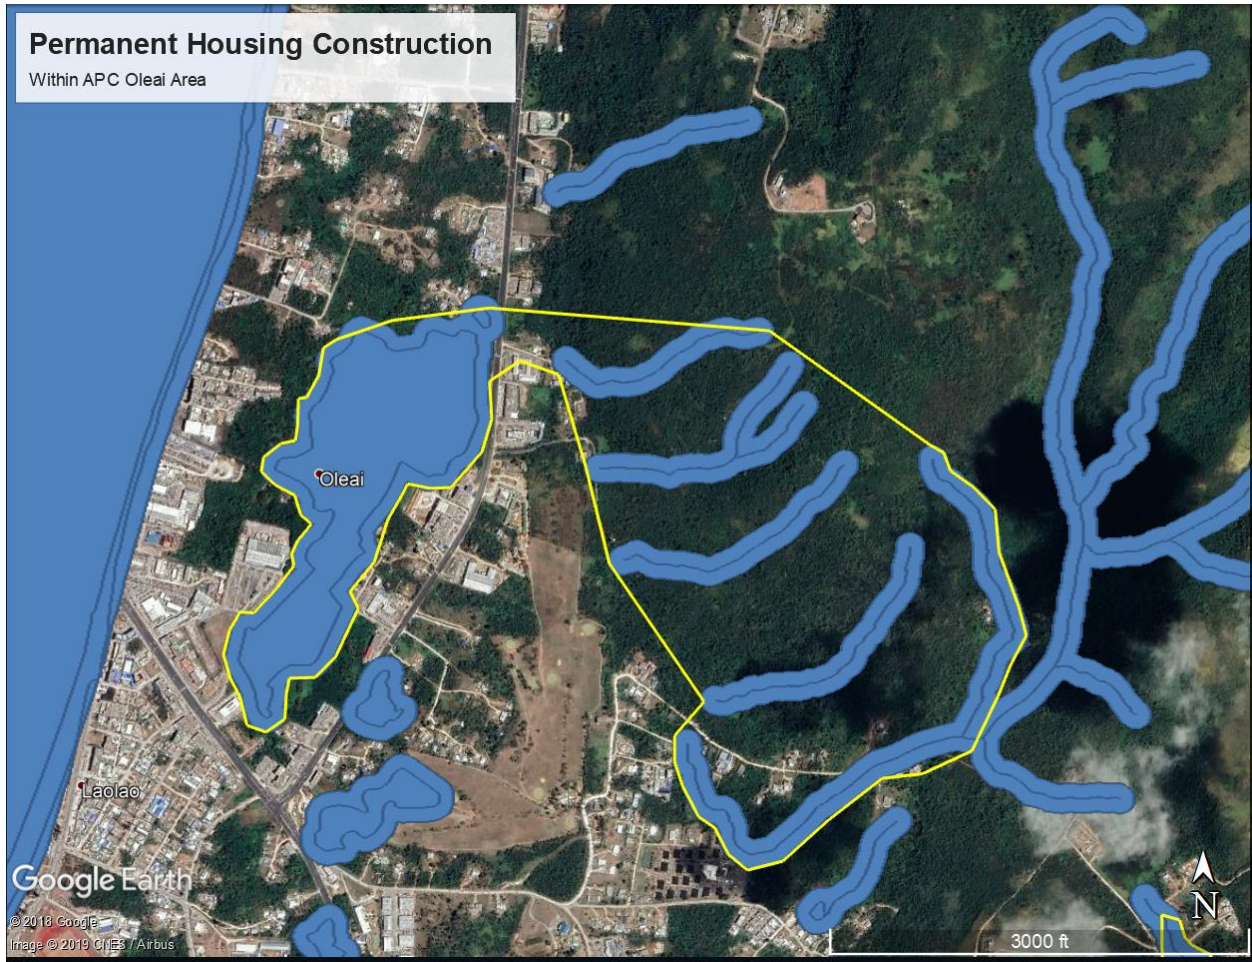 Permanent Housing Construction
Within APC Oleai Area
Oleai
Laolao
Google Earth
© 2018 Google
Image © 2019 CNES / Airbus
N
3000 ft